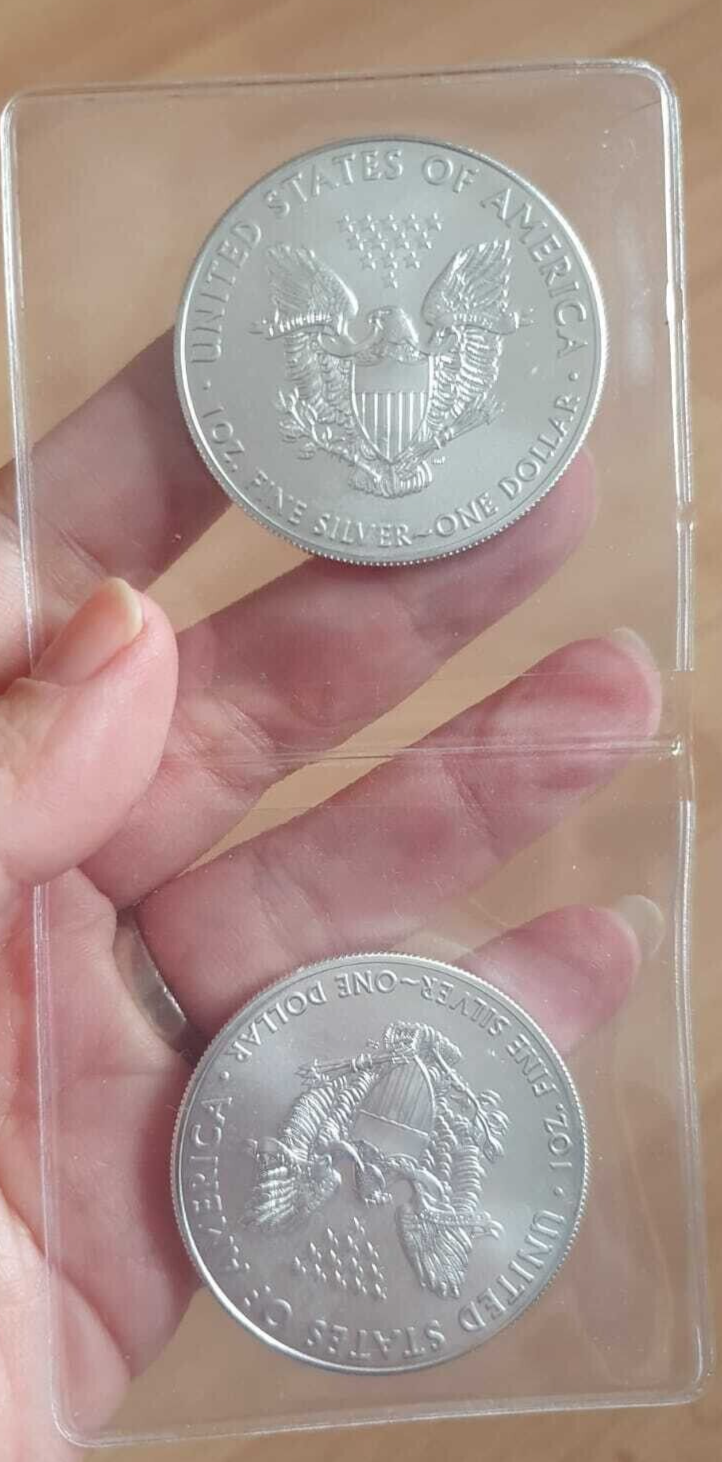 UNITED STATES OF AMERICA
1 OZ. FINE SILVER~ONE DOLLAR
UNITED STATES OF AMERICA
1 OZ. FINE SILVER~ONE DOLLAR